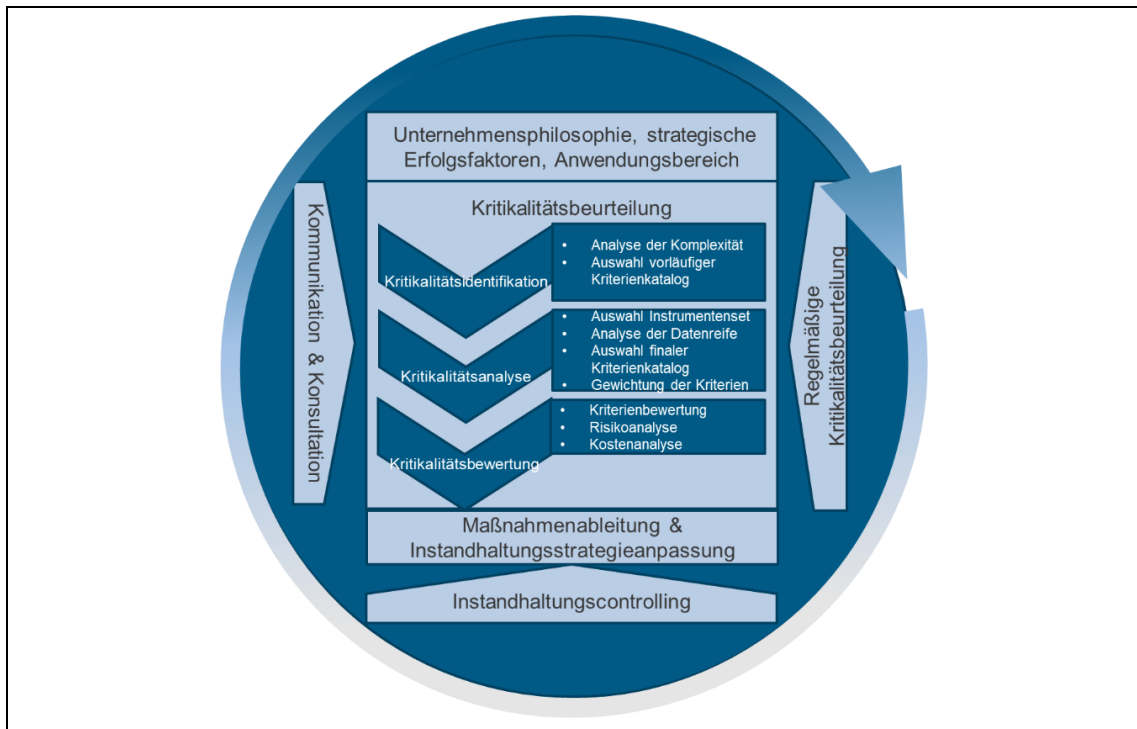 Unternehmensphilosophie, strategische
Erfolgsfaktoren, Anwendungsbereich
Kommunikation & Konsultation
Kritikalitätsbeurteilung
Kritikalitätsidentifikation
• Analyse der Komplexität
• Auswahl vorläufiger
Kriterienkatalog
Kritikalitätsanalyse
• Auswahl Instrumentenset
• Analyse der Datenreife
• Auswahl finaler
Kriterienkatalog
• Gewichtung der Kriterien
Kritikalitätsbewertung
• Kriterienbewertung
• Risikoanalyse
• Kostenanalyse
Regelmäßige
Kritikalitätsbeurteilung
Maßnahmenableitung &
Instandhaltungsstrategieanpassung
Instandhaltungscontrolling